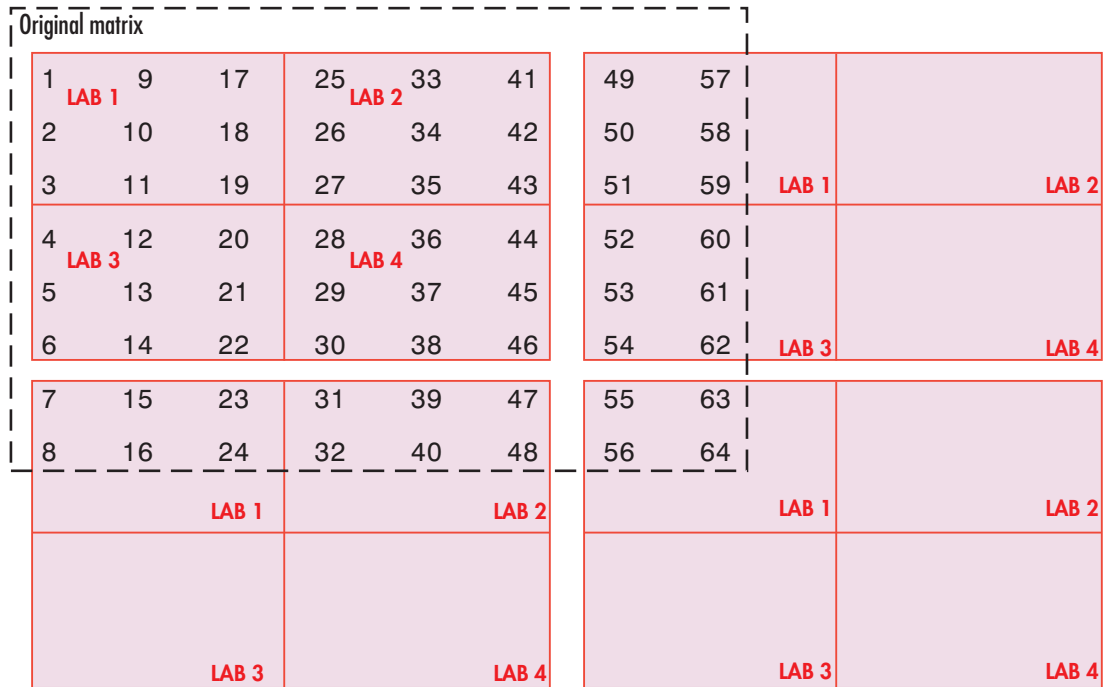 Original matrix
1 9 17 25 33 41 49 57
LAB 1 LAB 2
2 10 18 26 34 42 50 58
3 11 19 27 35 43 51 59 LAB 1 LAB 2
4 12 20 28 36 44 52 60
LAB 3 LAB 4
5 13 21 29 37 45 53 61
6 14 22 30 38 46 54 62 LAB 3 LAB 4
7 15 23 31 39 47 55 63
8 16 24 32 40 48 56 64
LAB 1 LAB 2 LAB 1 LAB 2
LAB 3 LAB 4 LAB 3 LAB 4